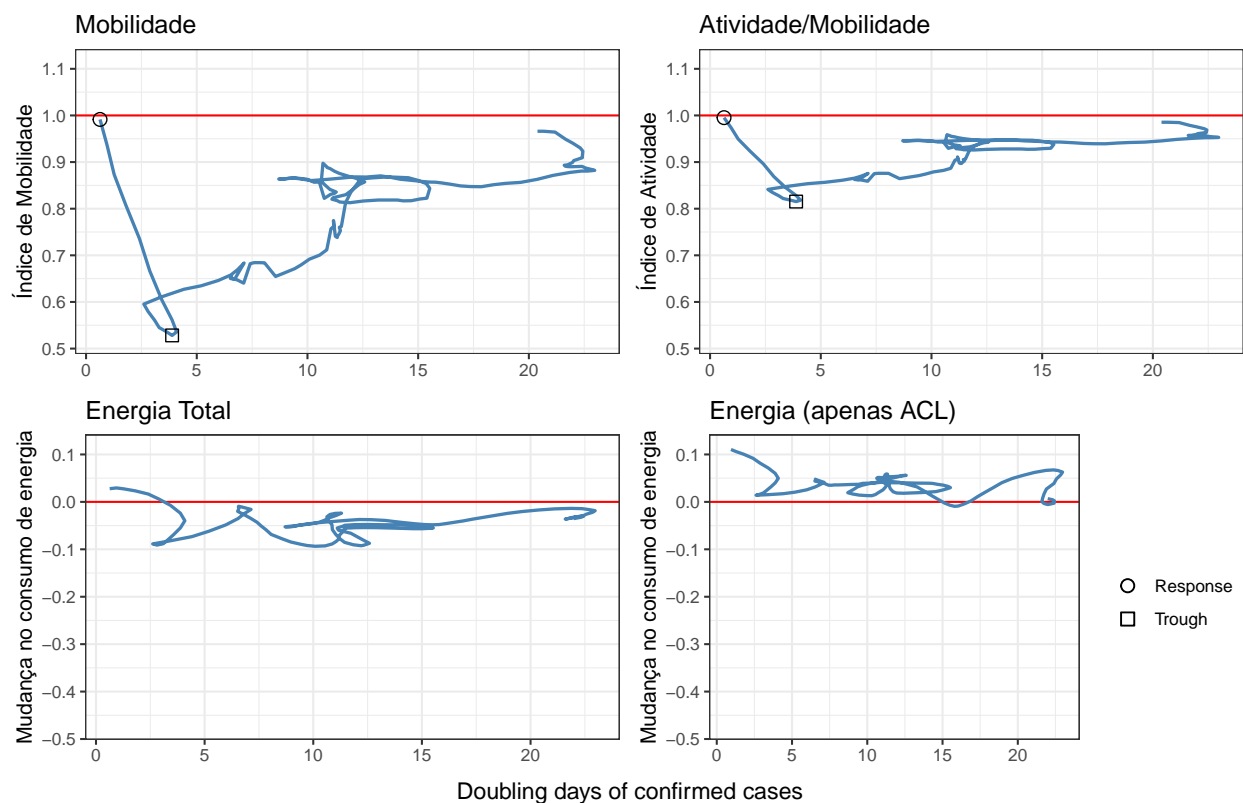 Mobilidade
Índice de Mobilidade
1.1
1.0
0.9
0.8
0.7
0.6
0.5
0 5 10 15 20
Atividade/Mobilidade
Índice de Atividade
1.1
1.0
0.9
0.8
0.7
0.6
0.5
0 5 10 15 20
Energia Total
Mudança no consumo de energia
0.1
0.0
−0.1
−0.2
−0.3
−0.4
−0.5
0 5 10 15 20
Energia (apenas ACL)
Mudança no consumo de energia
0.1
0.0
−0.1
−0.2
−0.3
−0.4
−0.5
0 5 10 15 20
Response
Trough
Doubling days of confirmed cases